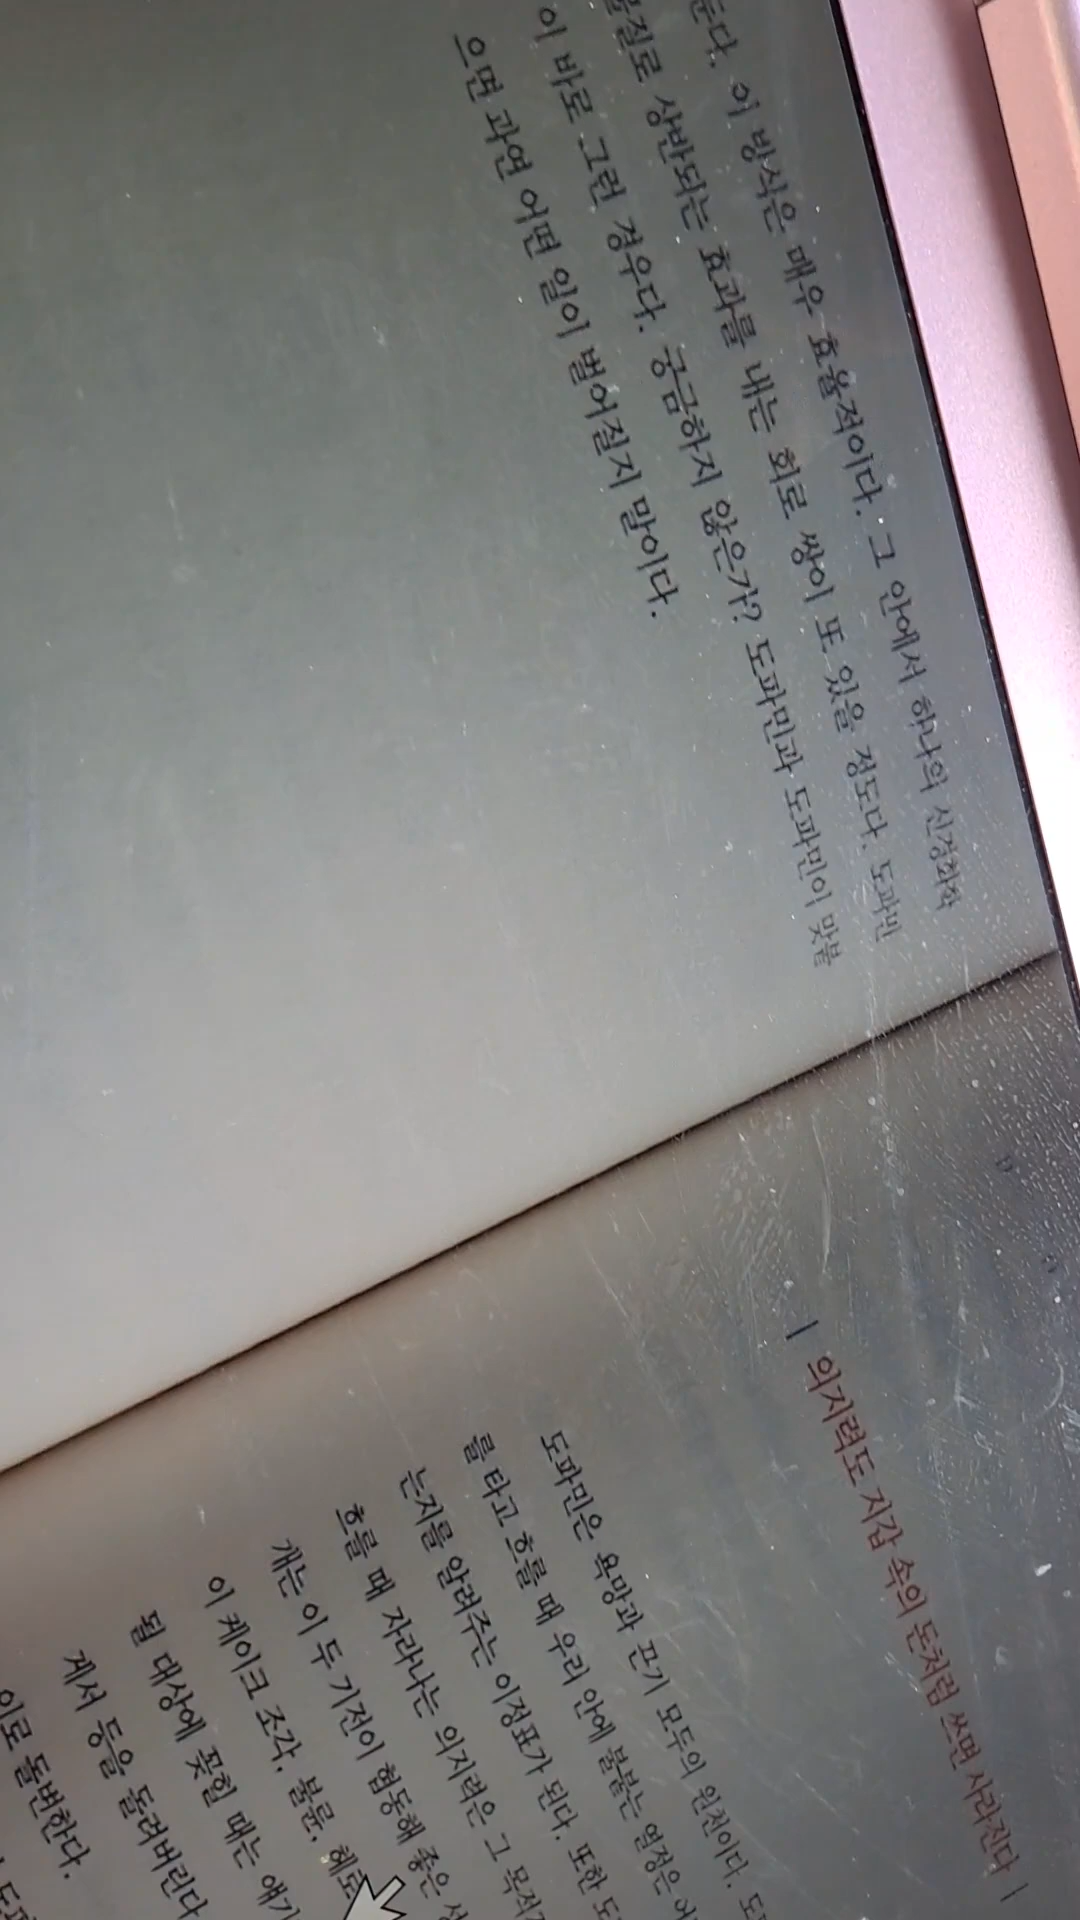 둔다. 이 방식은 매우 효율적이다. 그 안에서 하나의 신경화학
물질로 상반되는 효과를 내는 회로 쌍이 또 있을 정도다. 도파민
이 바로 그런 경우다. 궁금하지 않은가? 도파민과 도파민이 맞붙
으면 과연 어떤 일이 벌어질지 말이다.
| 의지력도 지갑 속의 돈처럼 쓰면 사라진다 |
도파민은 욕망과 끈기 모두의 원천이다.
를 타고 흐를 때 우리 안에 불붙는 열정은
는지를 알려주는 이정표가 된다. 또한
흐를 때 자라나는 의지력은 그
개는 이 두 기전이 협동해 좋은
이 케이크 조각, 불륜,
될 대상에 꽂힐 때는
게서 등을 돌려버린다
이로 돌변한다.